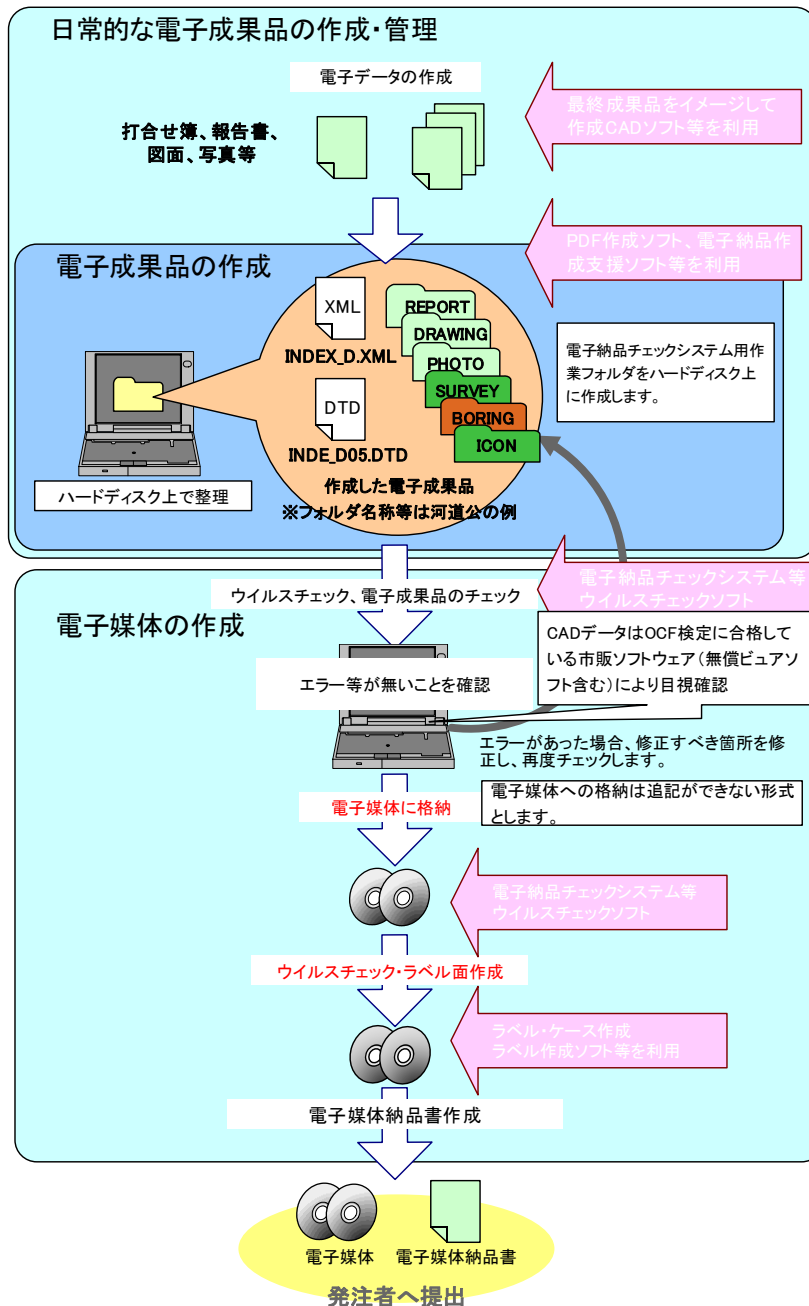 日常的な電子成果品の作成・管理
電子データの作成
打合せ簿、報告書、
図面、写真等
最終成果品をイメージして
作成CADソフト等を利用
PDF作成ソフト、電子納品作
成支援ソフト等を利用
電子成果品の作成
XML
INDEX_D.XML
DTD
INDE_D05.DTD
REPORT
DRAWING
PHOTO
SURVEY
BORING
ICON
電子納品チェックシステム用作
業フォルダをハードディスク上
に作成します。
ハードディスク上で整理
作成した電子成果品
※フォルダ名称等は河道公の例
ウイルスチェック、電子成果品のチェック
電子納品チェックシステム等
ウイルスチェックソフト
電子媒体の作成
CADデータはOCF検定に合格して
いる市販ソフトウェア（無償ビュアソ
フト含む）により目視確認
エラー等が無いことを確認
エラーがあった場合、修正すべき箇所を修
正し、再度チェックします。
電子媒体に格納
電子媒体への格納は追記ができない形式
とします。
電子納品チェックシステム等
ウイルスチェックソフト
ウイルスチェック・ラベル面作成
ラベル・ケース作成
ラベル作成ソフト等を利用
電子媒体納品書作成
電子媒体
電子媒体納品書
発注者へ提出